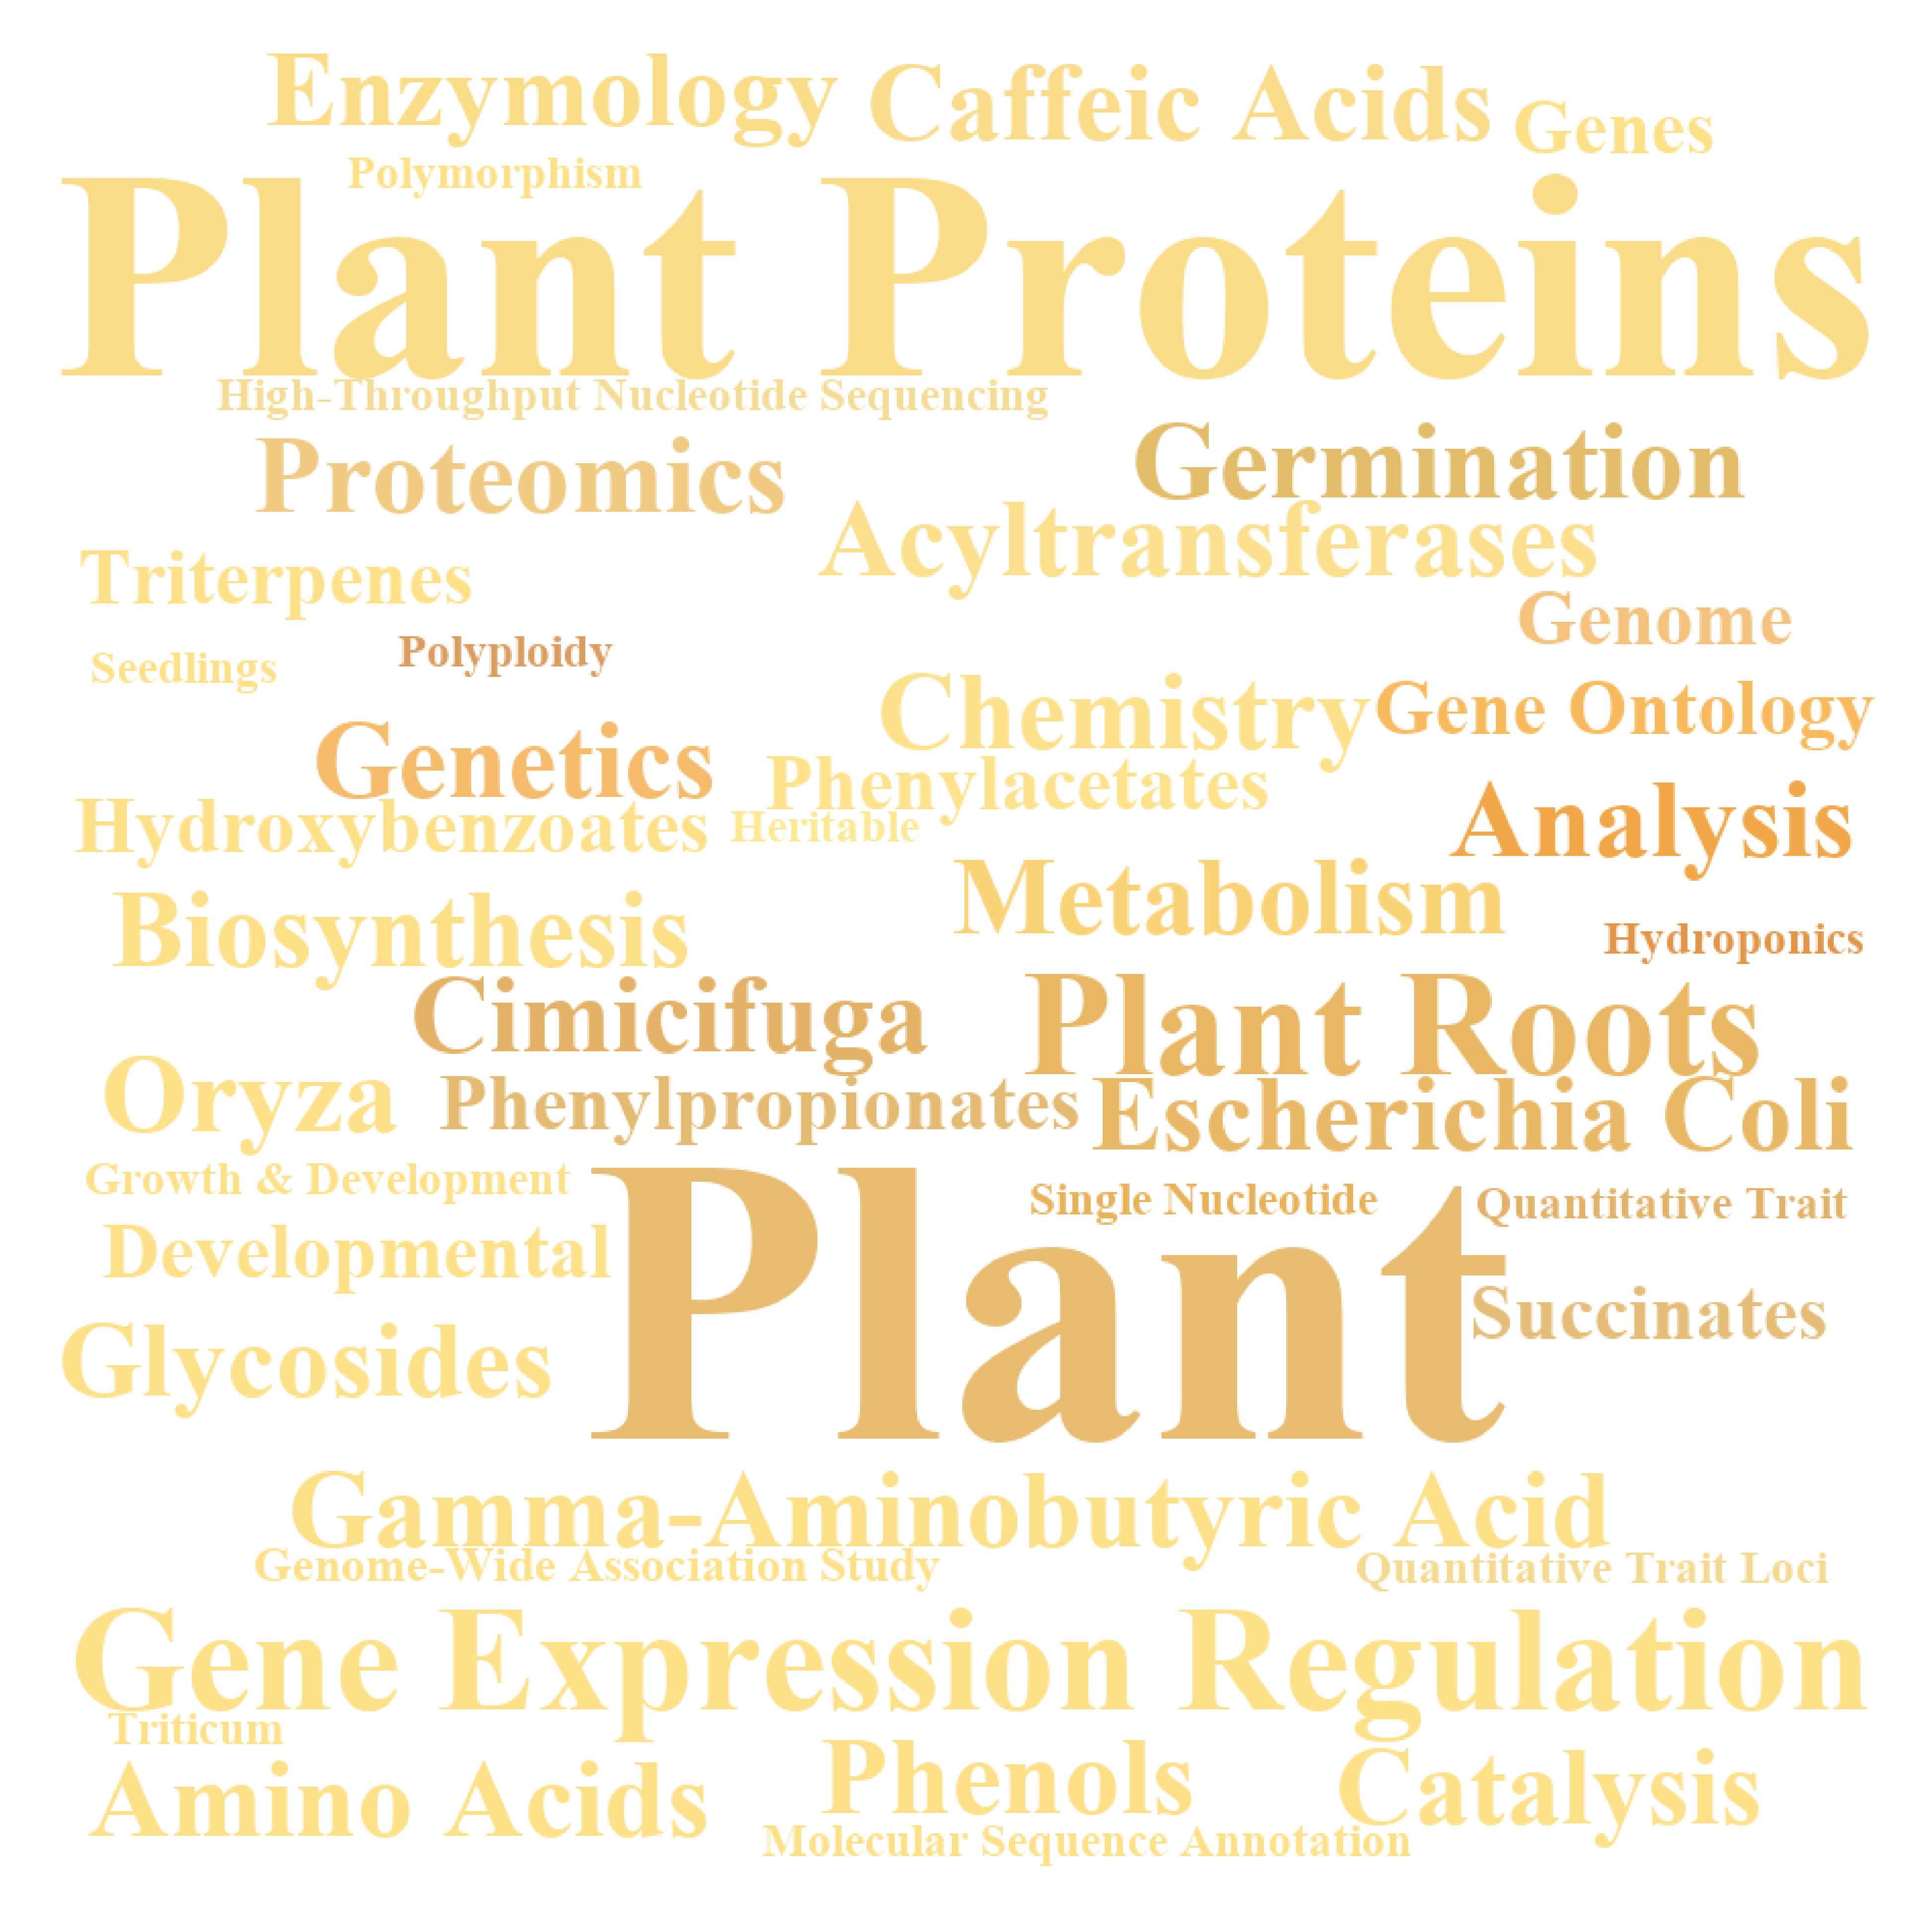 Enzymology
Caffeic Acids
Genes
Polymorphism
Plant Proteins
High-Throughput Nucleotide Sequencing
Proteomics
Germination
Acyltransferases
Triterpenes
Genome
Seedlings
Polyploidy
Chemistry
Gene Ontology
Genetics
Phenylacetates
Hydroxybenzoates
Heritable
Analysis
Metabolism
Biosynthesis
Hydroponics
Cimicifuga
Plant Roots
Oryza
Phenylpropionates
Escherichia Coli
Growth & Development
Single Nucleotide
Quantitative Trait
Developmental
Plant
Succinates
Glycosides
Gamma-Aminobutyric Acid
Genome-Wide Association Study
Quantitative Trait Loci
Gene Expression Regulation
Triticum
Amino Acids
Phenols
Catalysis
Molecular Sequence Annotation